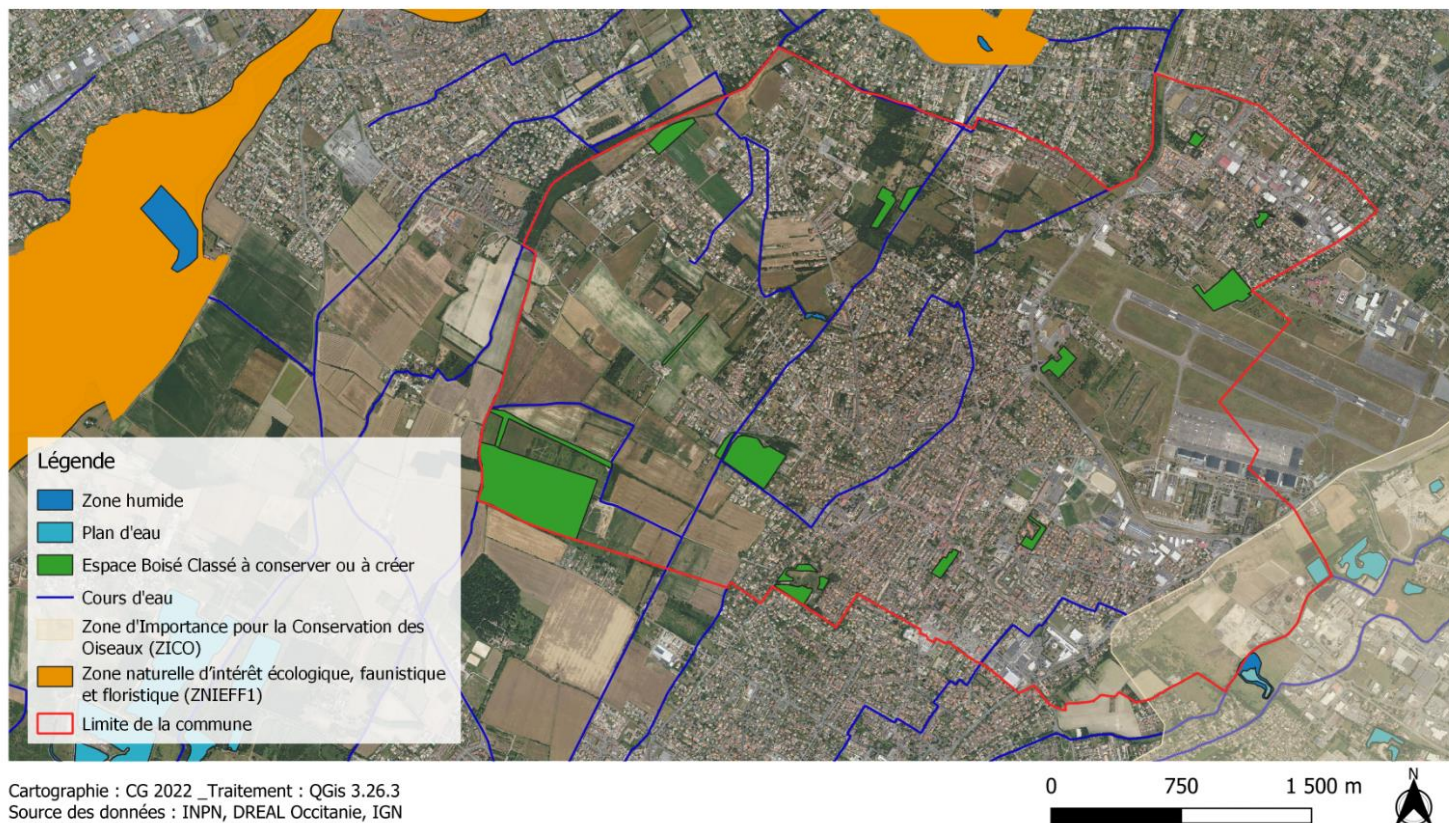 Légende
Zone humide
Plan d'eau
Espace Boisé Classé à conserver ou à créer
Cours d'eau
Zone d'Importance pour la Conservation des
Oiseaux (ZICO)
Zone naturelle d'intérêt écologique, faunistique
et floristique (ZNIEFF1)
Limite de la commune
Cartographie : CG 2022 _Traitement : QGis 3.26.3
Source des données : INPN, DREAL Occitanie, IGN
0 750 1 500 m
N